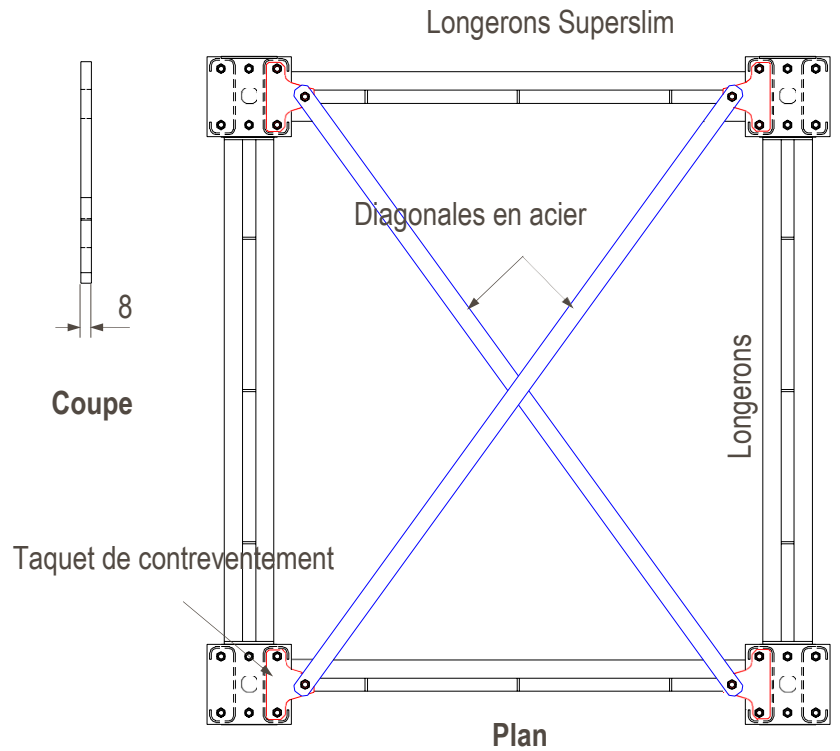 Longerons Superslim
Diagonales en acier
8
Coupe
Longerons
Taquet de contreventement
Plan